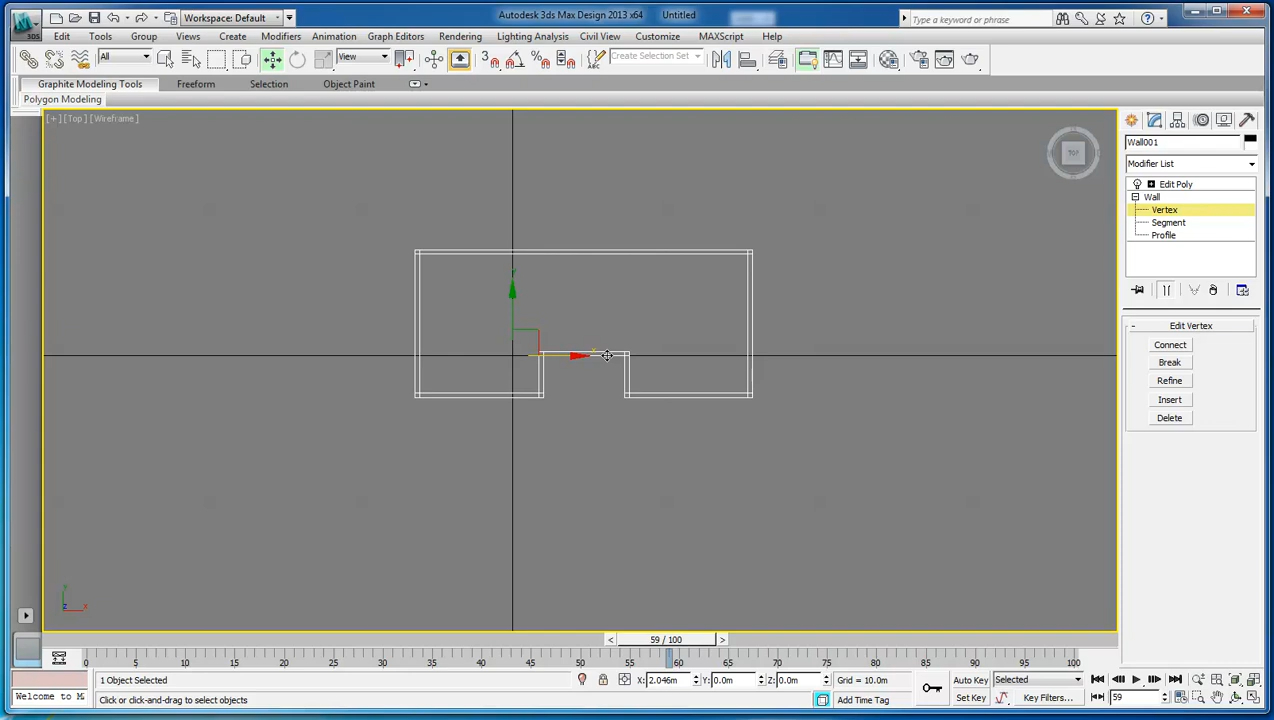 Workspace: Default
Autodesk 3ds Max Design 2013 x64 Untitled
Type a keyword or phrase
3DS
Edit Tools Group Views Create Modifiers Animation Graph Editors Rendering Lighting Analysis Civil View Customize MAXScript Help
All
View
3
Create Selection Set
Graphite Modeling Tools Freeform Selection Object Paint
Polygon Modeling
[+] [Top] [Wireframe]
TOP
Wall001
Modifier List
Edit Poly
Wall
Vertex
Segment
Profile
Edit Vertex
Connect
Break
Refine
Insert
Delete
y
x
y
z x
< 59 / 100 >
0 5 10 15 20 25 30 35 40 45 50 55 60 65 70 75 80 85 90 95 100
1 Object Selected X: 2.046m Y: 0.0m Z: 0.0m Grid = 10.0m Auto Key Selected
Welcome to M Click or click-and-drag to select objects Add Time Tag Set Key Key Filters... 59